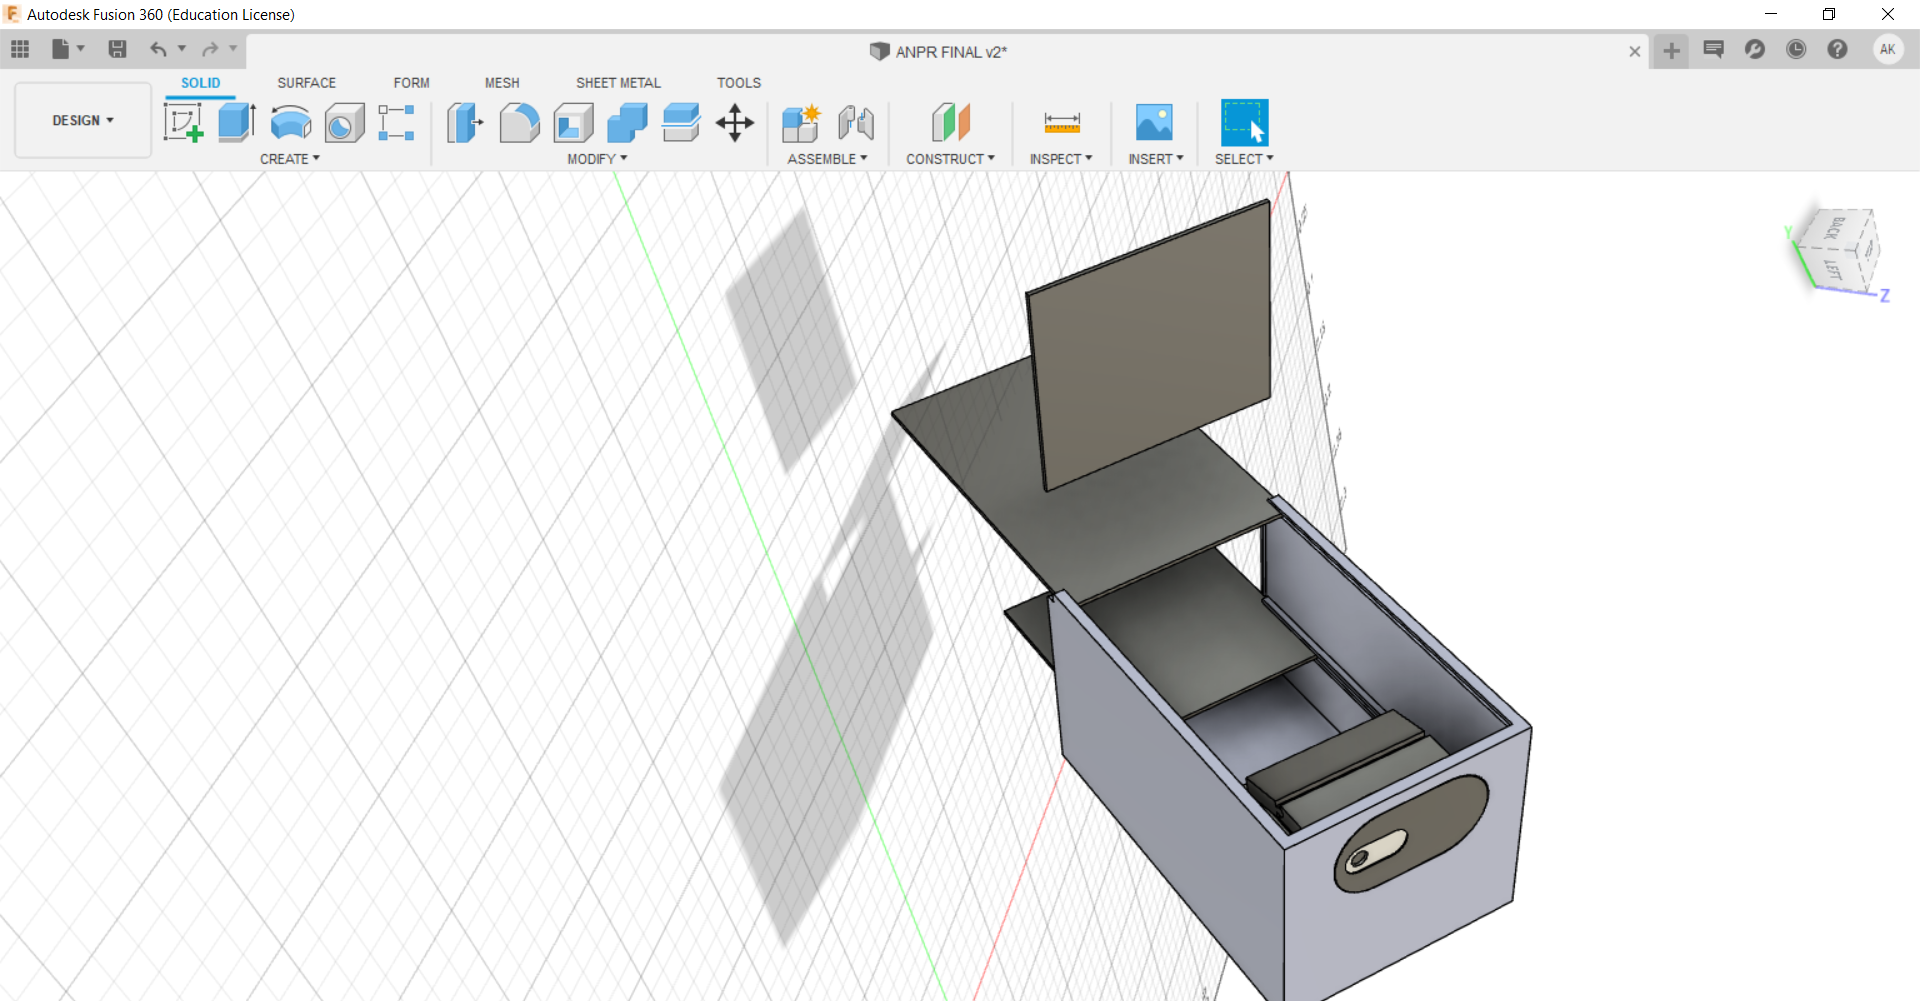 Autodesk Fusion 360 (Education License)
ANPR FINAL v2*
AK
SOLID SURFACE FORM MESH SHEET METAL TOOLS
DESIGN
CREATE MODIFY ASSEMBLE CONSTRUCT INSPECT INSERT SELECT
BACK
LEFT
Y
Z